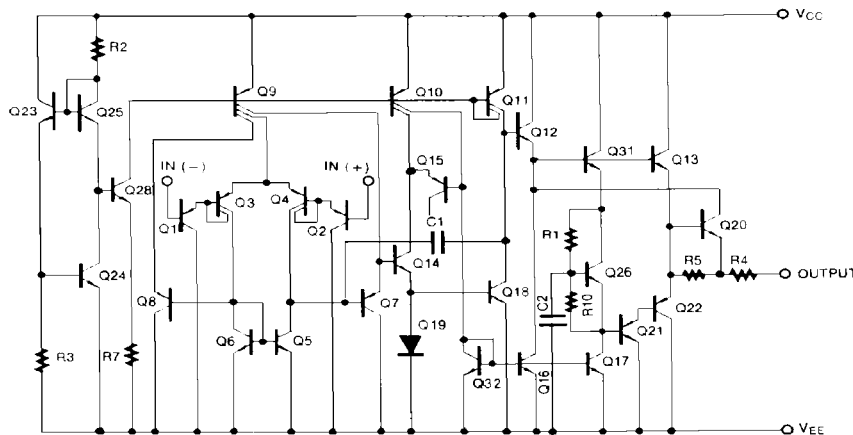 VCC
R2
Q9
Q10
Q11
Q23
Q25
Q12
Q15
Q31
Q13
IN (−)
IN (+)
Q28
Q3
Q4
Q20
Q1
Q2
C1
R1
Q14
R5
R4
Q24
Q26
OUTPUT
Q8
Q7
Q18
C2
R10
Q22
Q19
Q21
Q6
Q5
R3
R7
Q32
Q16
Q17
VEE